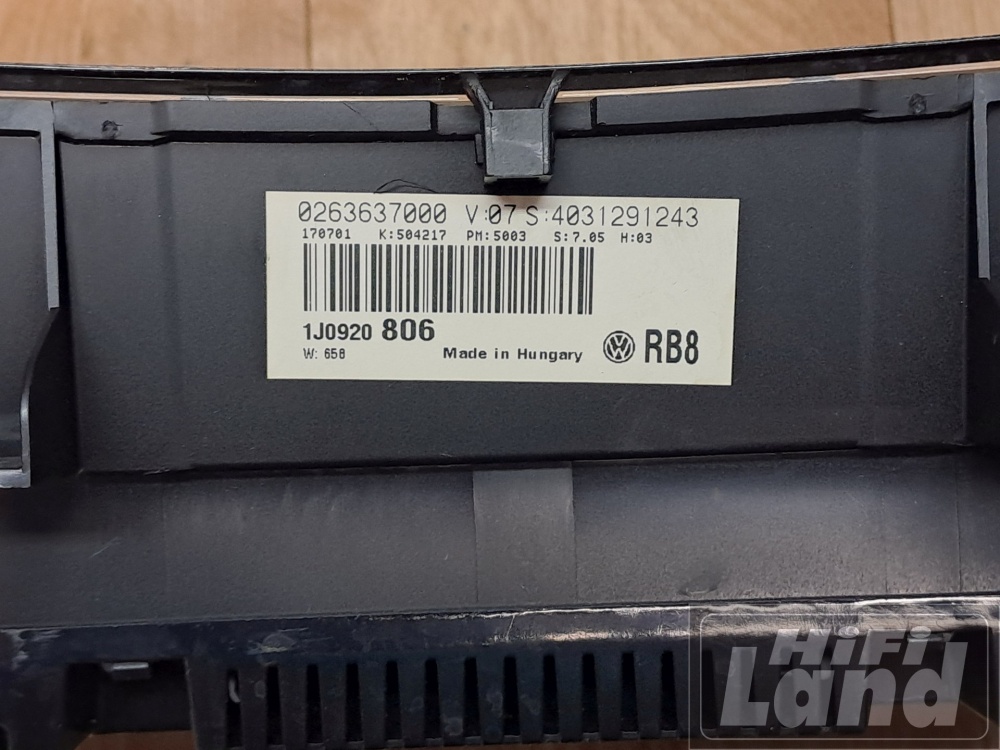 0263637000 V:07 S:4031291243
170701 K:504217 PM:5003 S:7.05 H:03
1J0920 806
W: 658 Made in Hungary VW RB8
HiFi
Land